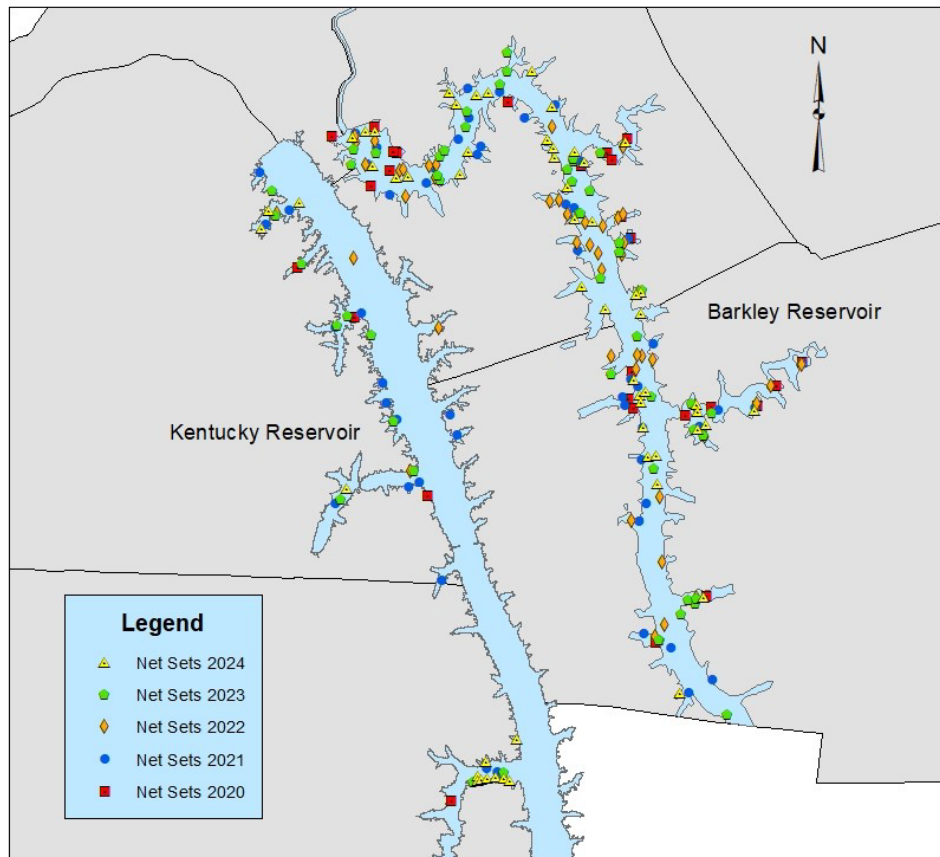 N
Barkley Reservoir
Kentucky Reservoir
Legend
Net Sets 2024
Net Sets 2023
Net Sets 2022
Net Sets 2021
Net Sets 2020